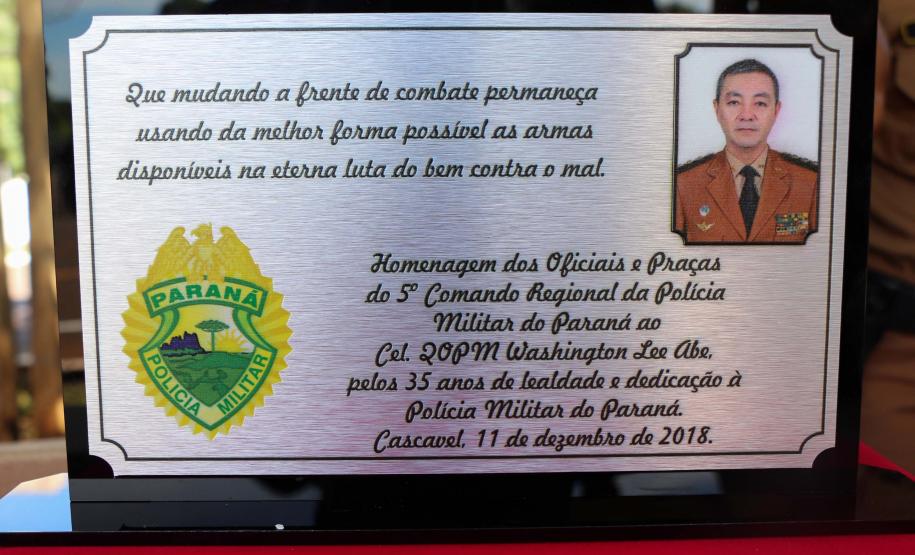 Que mudando a frente de combate permaneça
usando da melhor forma possível as armas
disponíveis na eterna luta do bem contra o mal.
PARANÁ
POLÍCIA MILITAR
Homenagem dos Oficiais e Praças
do 5º Comando Regional da Polícia
Militar do Paraná ao
Cel. QOPM Washington Lee Abe,
pelos 35 anos de lealdade e dedicação à
Polícia Militar do Paraná.
Cascavel, 11 de dezembro de 2018.